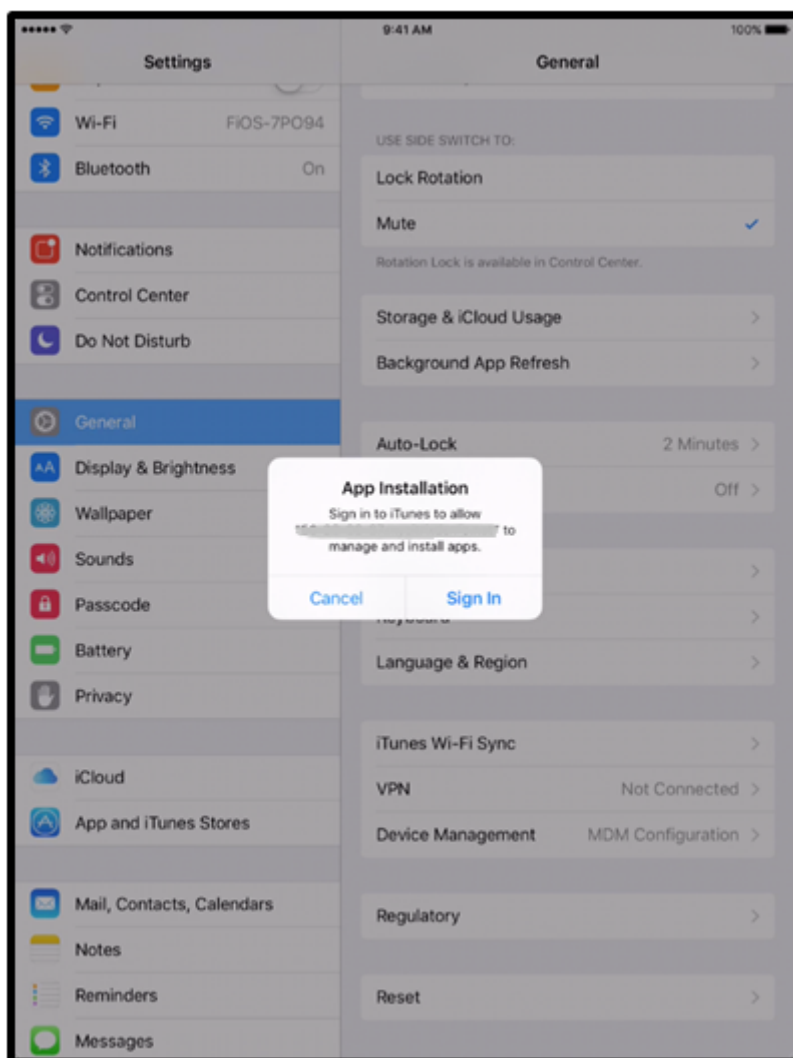 9:41 AM
100%
Settings
General
Wi-Fi
FiOS-7PO94
Bluetooth
On
Notifications
Control Center
Do Not Disturb
General
Display & Brightness
Wallpaper
Sounds
Passcode
Battery
Privacy
iCloud
App and iTunes Stores
Mail, Contacts, Calendars
Notes
Reminders
Messages
USE SIDE SWITCH TO:
Lock Rotation
Mute
Rotation Lock is available in Control Center.
Storage & iCloud Usage
Background App Refresh
Auto-Lock
2 Minutes
Off
App Installation
Sign in to iTunes to allow
to
manage and install apps.
Cancel
Sign In
Keyboard
Language & Region
iTunes Wi-Fi Sync
VPN
Not Connected
Device Management
MDM Configuration
Regulatory
Reset